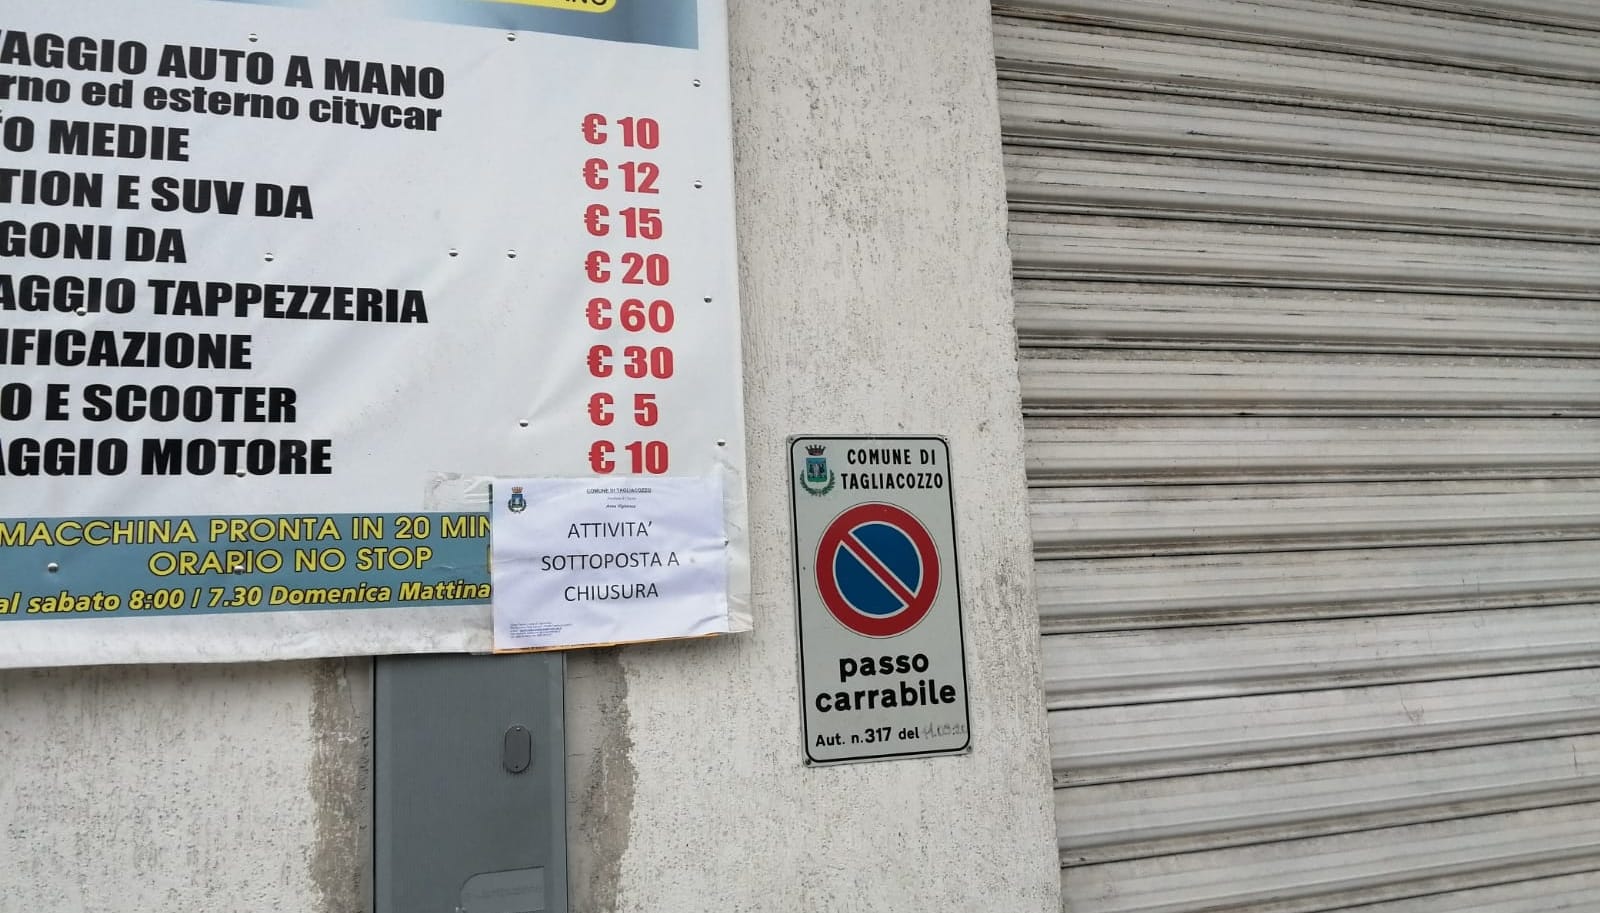 AGGIO AUTO A MANO
rno ed esterno citycar
€ 10
O MEDIE
€ 12
TION E SUV DA
€ 15
GONI DA
€ 20
AGGIO TAPPEZZERIA
€ 60
IFICAZIONE
€ 30
O E SCOOTER
€ 5
AGGIO MOTORE
€ 10
MACCHINA PRONTA IN 20 MIN
ORARIO NO STOP
al sabato 8:00 / 7.30 Domenica Mattina
COMUNE DI TAGLIACOZZO
Area Vigilanza
ATTIVITA’
SOTTOPOSTA A
CHIUSURA
COMUNE DI
TAGLIACOZZO
passo
carrabile
Aut. n.317 del